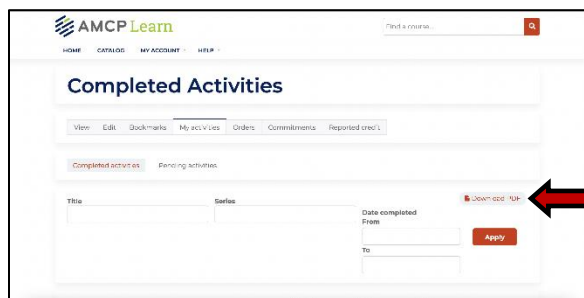 AMCP Learn
Find a course...
HOME CATALOG MY ACCOUNT HELP
Completed Activities
View Edit Bookmarks My activities Orders Commitments Reported credit
Completed activities Pending activities
Download PDF
Title Series
Date completed
From
Apply
To